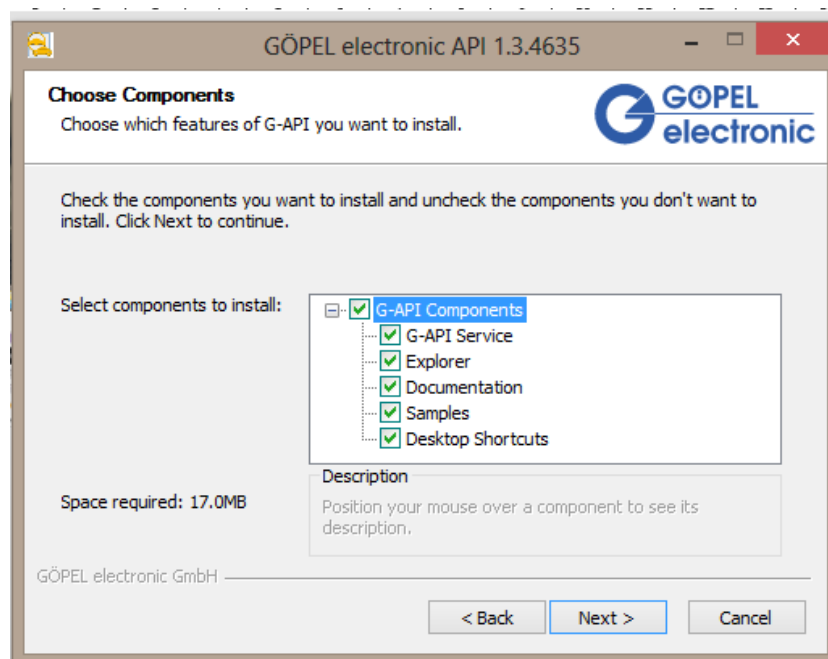 GÖPEL electronic API 1.3.4635
Choose Components
Choose which features of G-API you want to install.
GÖPEL
electronic
Check the components you want to install and uncheck the components you don't want to
install. Click Next to continue.
Select components to install:
G-API Components
G-API Service
Explorer
Documentation
Samples
Desktop Shortcuts
Space required: 17.0MB
Description
Position your mouse over a component to see its
description.
GÖPEL electronic GmbH
< Back
Next >
Cancel